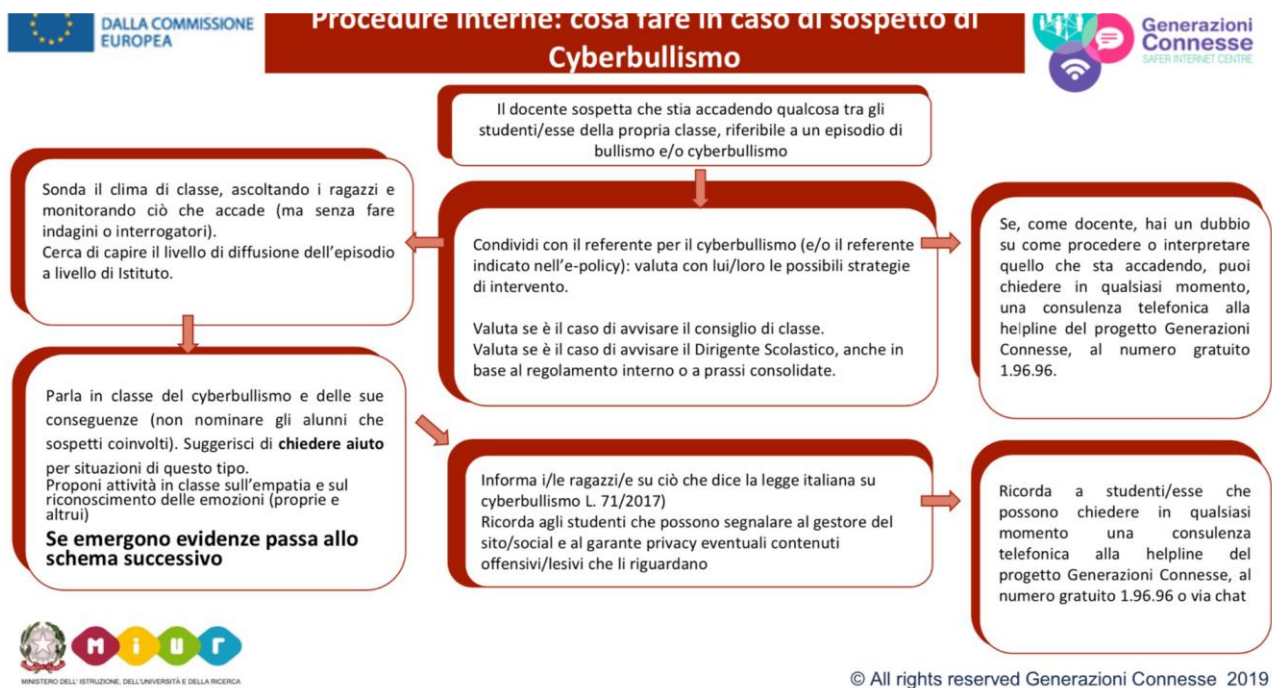 DALLA COMMISSIONE
EUROPEA
Procedure interne: cosa fare in caso di sospetto di
Cyberbullismo
Generazioni
Connesse
SAFER INTERNET CENTRE
Il docente sospetta che stia accadendo qualcosa tra gli
studenti/esse della propria classe, riferibile a un episodio di
bullismo e/o cyberbullismo
Sonda il clima di classe, ascoltando i ragazzi e
monitorando ciò che accade (ma senza fare
indagini o interrogatori).
Cerca di capire il livello di diffusione dell’episodio
a livello di Istituto.
Condividi con il referente per il cyberbullismo (e/o il referente
indicato nell’e-policy): valuta con lui/loro le possibili strategie
di intervento.
Valuta se è il caso di avvisare il consiglio di classe.
Valuta se è il caso di avvisare il Dirigente Scolastico, anche in
base al regolamento interno o a prassi consolidate.
Se, come docente, hai un dubbio
su come procedere o interpretare
quello che sta accadendo, puoi
chiedere in qualsiasi momento,
una consulenza telefonica alla
helpline del progetto Generazioni
Connesse, al numero gratuito
1.96.96.
Parla in classe del cyberbullismo e delle sue
conseguenze (non nominare gli alunni che
sospetti coinvolti). Suggerisci di chiedere aiuto
per situazioni di questo tipo.
Proponi attività in classe sull’empatia e sul
riconoscimento delle emozioni (proprie e
altrui)
Se emergono evidenze passa allo
schema successivo
Informa i/le ragazzi/e su ciò che dice la legge italiana su
cyberbullismo L. 71/2017)
Ricorda agli studenti che possono segnalare al gestore del
sito/social e al garante privacy eventuali contenuti
offensivi/lesivi che li riguardano
Ricorda a studenti/esse che
possono chiedere in qualsiasi
momento una consulenza
telefonica alla helpline del
progetto Generazioni Connesse, al
numero gratuito 1.96.96 o via chat
miur
MINISTERO DELL' ISTRUZIONE, DELL'UNIVERSITÀ E DELLA RICERCA
© All rights reserved Generazioni Connesse 2019